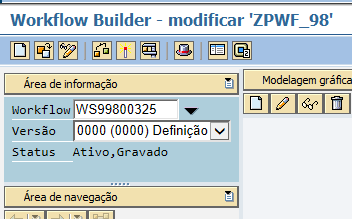 Workflow Builder - modificar 'ZPWF_98'
Área de informação
Modelagem gráfica
Workflow WS99800325
Versão 0000 (0000) Definição
Status Ativo,Gravado
Área de navegação